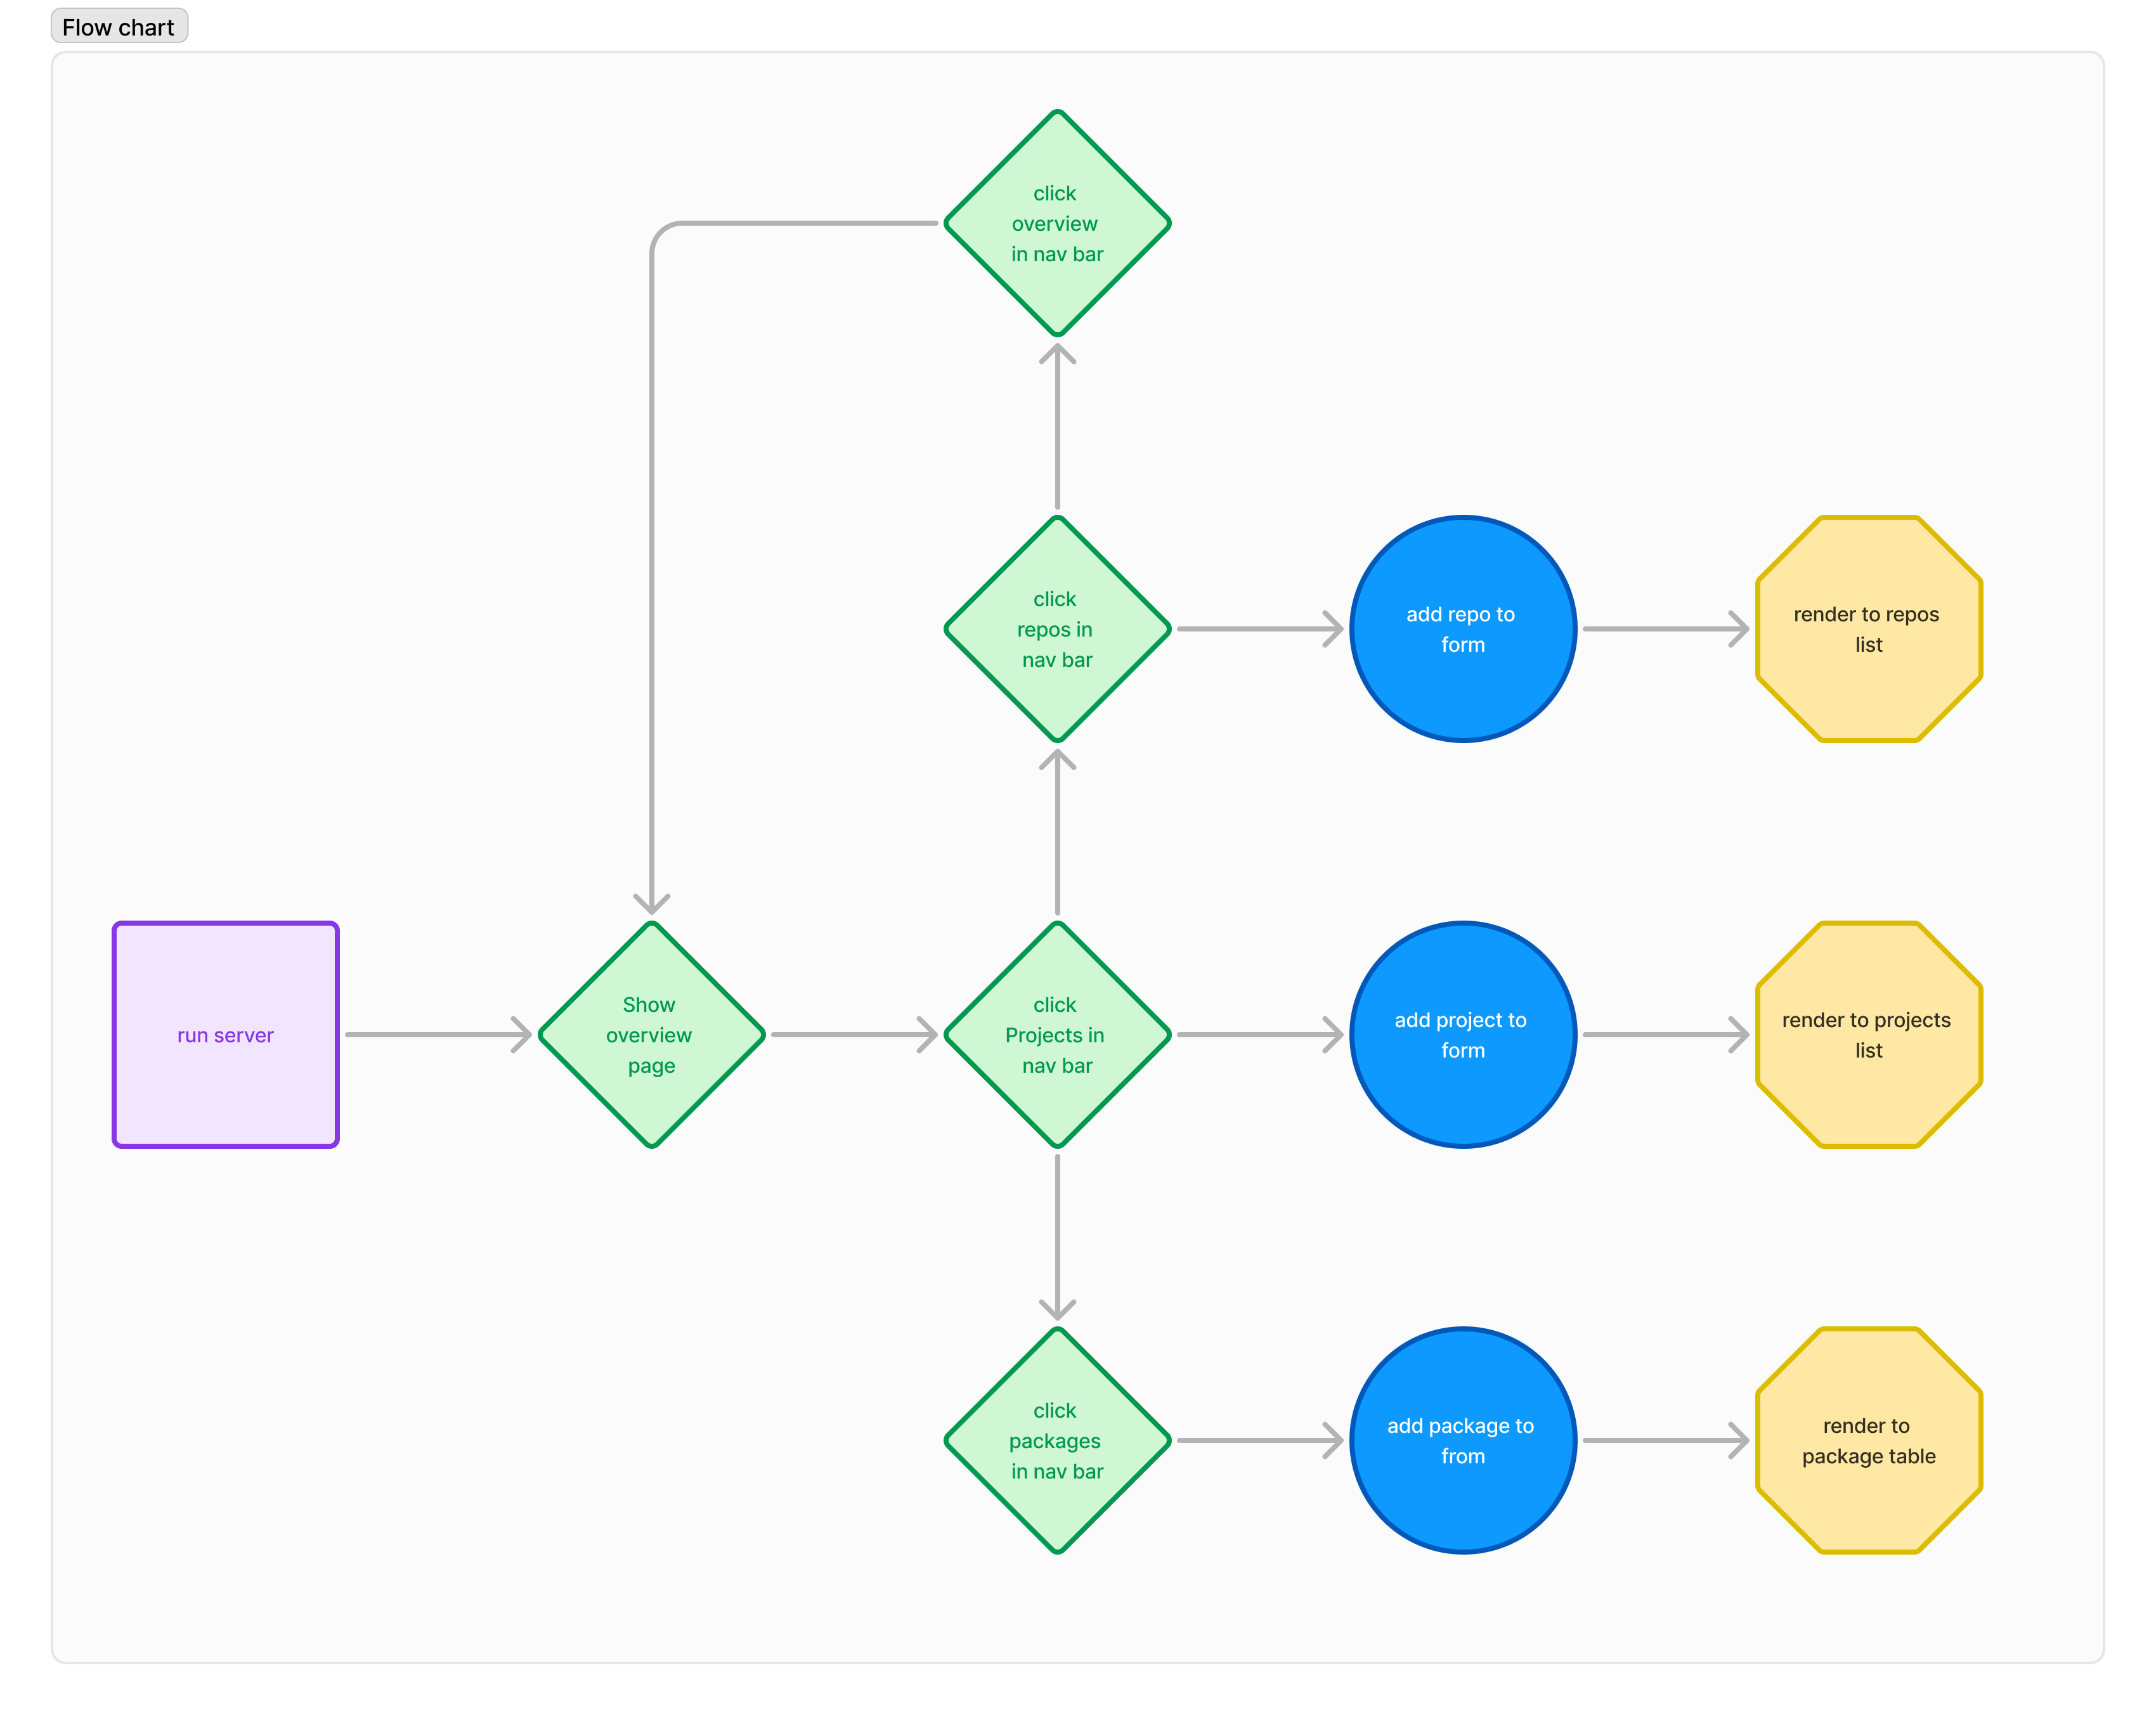 Flow chart
click
overview
in nav bar
click
repos in
nav bar
add repo to
form
render to repos
list
run server
Show
overview
page
click
Projects in
nav bar
add project to
form
render to projects
list
click
packages
in nav bar
add package to
from
render to
package table